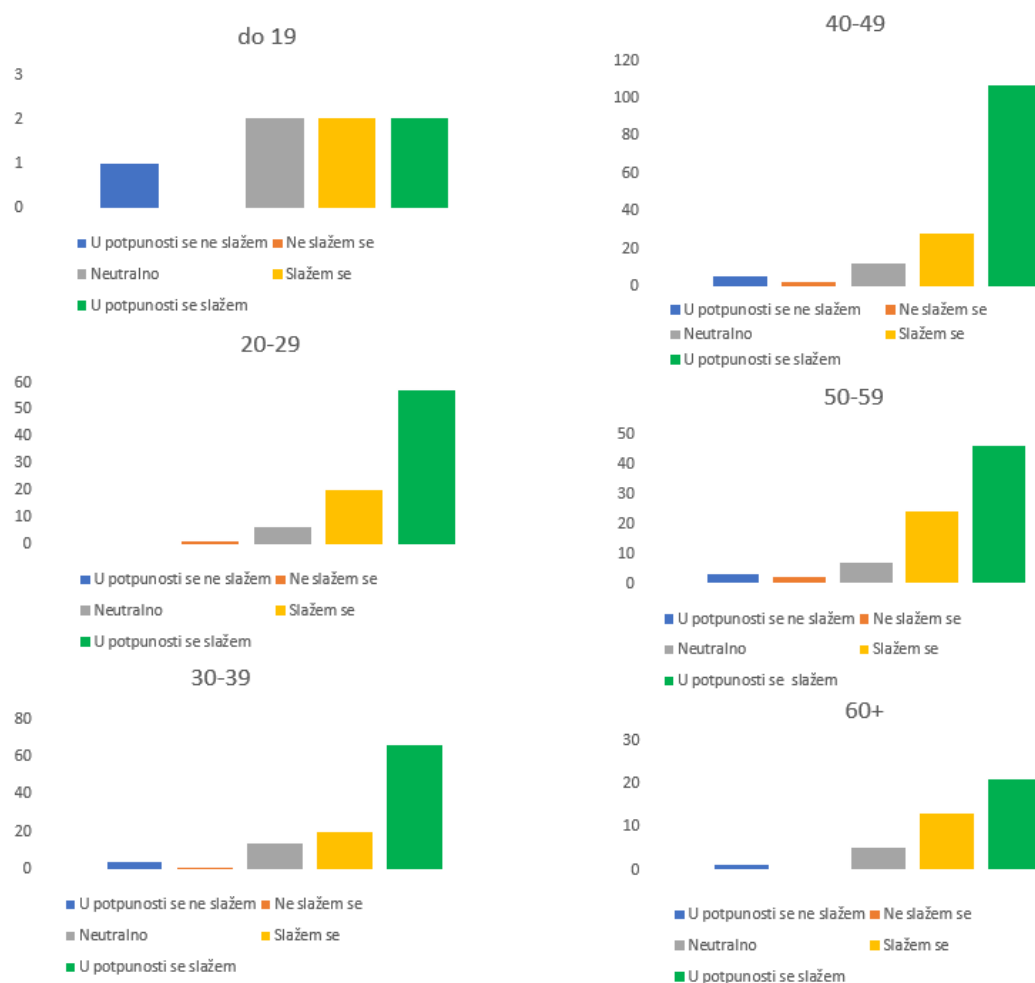 do 19
3
2
1
0
U potpunosti se ne slažem Ne slažem se
Neutralno Slažem se
U potpunosti se slažem
20-29
60
50
40
30
20
10
0
U potpunosti se ne slažem Ne slažem se
Neutralno Slažem se
U potpunosti se slažem
30-39
80
60
40
20
0
U potpunosti se ne slažem Ne slažem se
Neutralno Slažem se
U potpunosti se slažem
40-49
120
100
80
60
40
20
0
U potpunosti se ne slažem Ne slažem se
Neutralno Slažem se
U potpunosti se slažem
50-59
50
40
30
20
10
0
U potpunosti se ne slažem Ne slažem se
Neutralno Slažem se
U potpunosti se slažem
60+
30
20
10
0
U potpunosti se ne slažem Ne slažem se
Neutralno Slažem se
U potpunosti se slažem